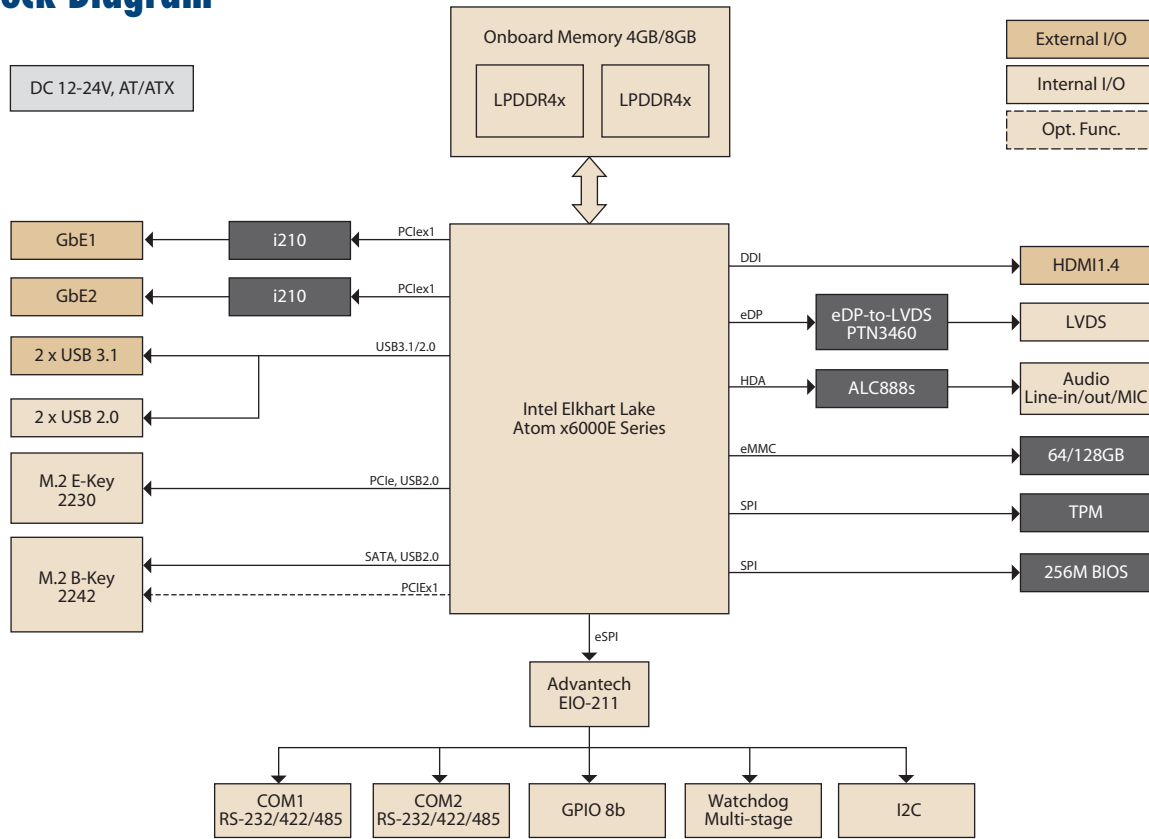 Diagram
Onboard Memory 4GB/8GB
LPDDR4x
LPDDR4x
DC 12-24V, AT/ATX
External I/O
Internal I/O
Opt. Func.
GbE1
i210
PCIex1
GbE2
i210
PCIex1
2 x USB 3.1
USB3.1/2.0
2 x USB 2.0
M.2 E-Key
2230
PCIe, USB2.0
M.2 B-Key
2242
SATA, USB2.0
PCIEx1
Intel Elkhart Lake
Atom x6000E Series
DDI
HDMI1.4
eDP
eDP-to-LVDS
PTN3460
LVDS
HDA
ALC888s
Audio
Line-in/out/MIC
eMMC
64/128GB
SPI
TPM
SPI
256M BIOS
eSPI
Advantech
EIO-211
COM1
RS-232/422/485
COM2
RS-232/422/485
GPIO 8b
Watchdog
Multi-stage
I2C